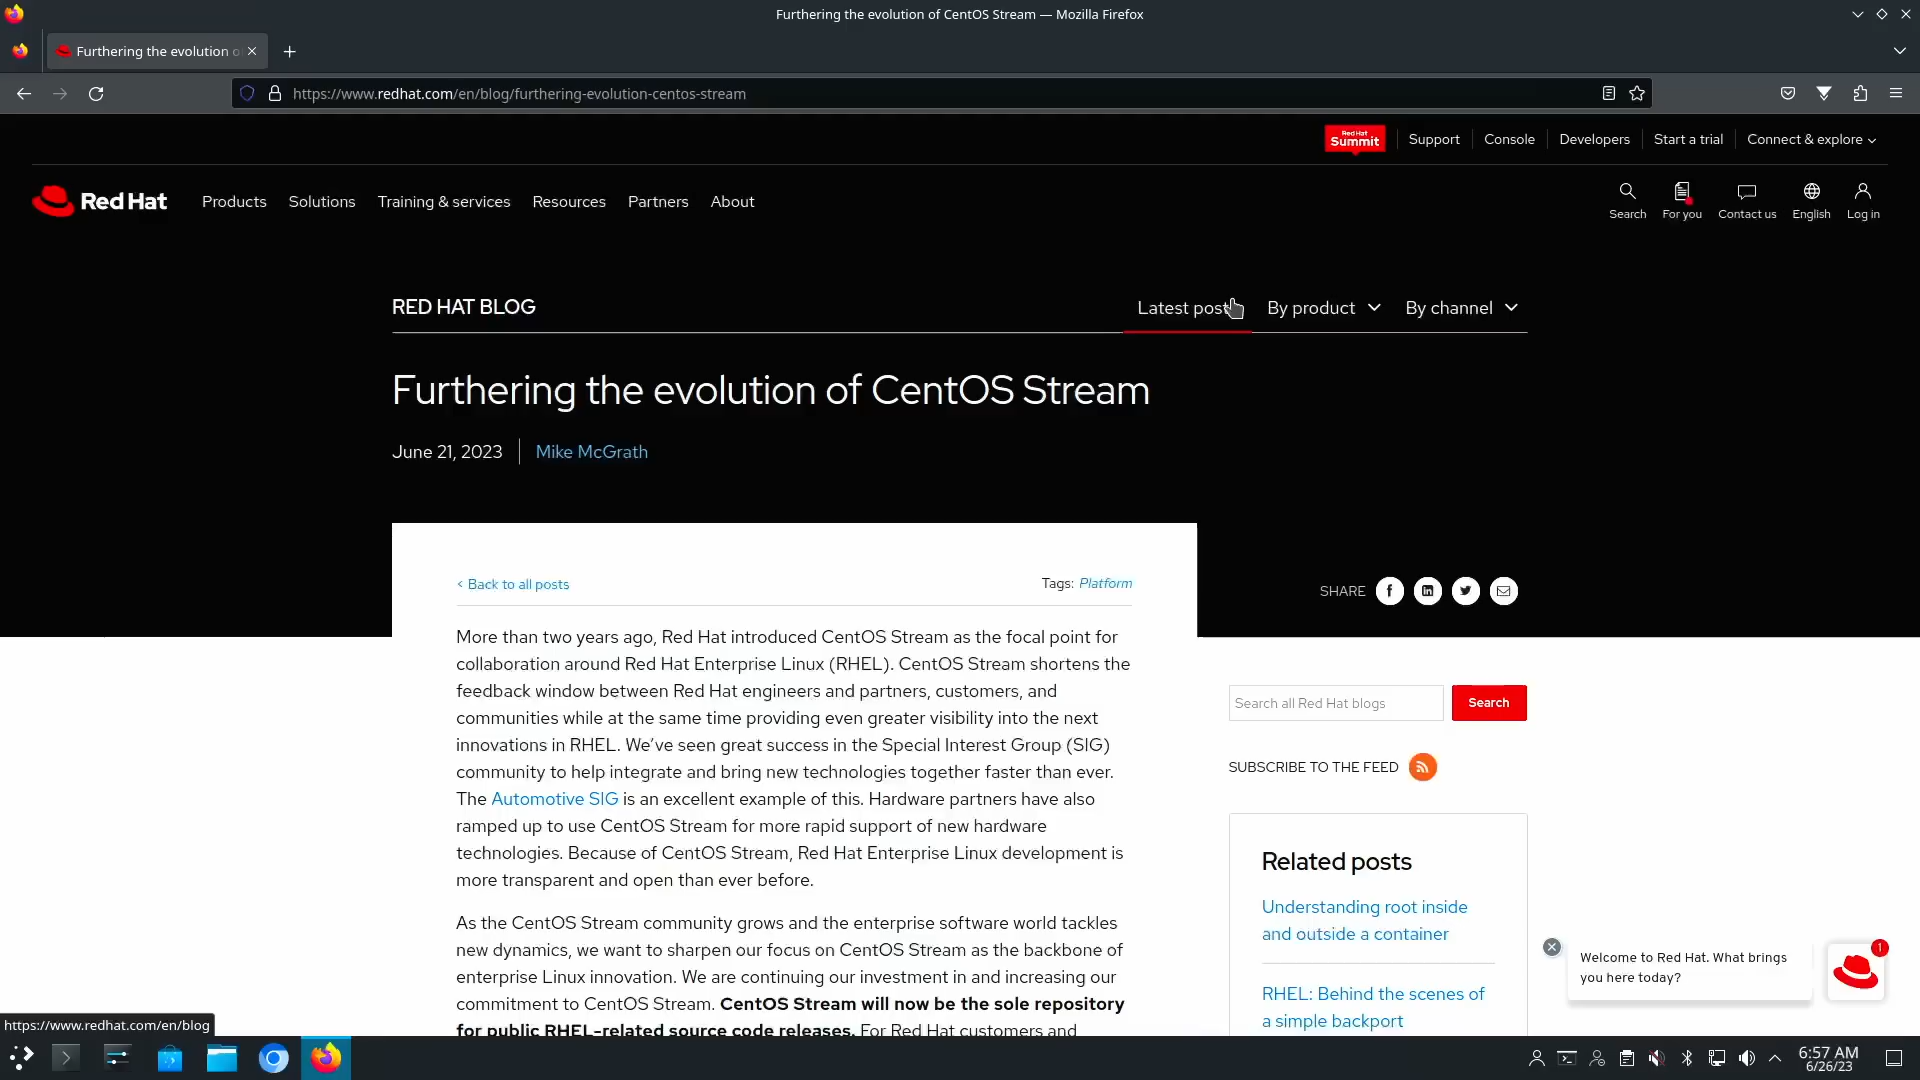 Furthering the evolution of CentOS Stream — Mozilla Firefox
Furthering the evolution o
https://www.redhat.com/en/blog/furthering-evolution-centos-stream
Red Hat
Summit
Support
Console
Developers
Start a trial
Connect & explore
Red Hat
Products
Solutions
Training & services
Resources
Partners
About
Search
For you
Contact us
English
Log in
RED HAT BLOG
Latest post
By product
By channel
Furthering the evolution of CentOS Stream
June 21, 2023
Mike McGrath
< Back to all posts
Tags: Platform
SHARE
More than two years ago, Red Hat introduced CentOS Stream as the focal point for
collaboration around Red Hat Enterprise Linux (RHEL). CentOS Stream shortens the
feedback window between Red Hat engineers and partners, customers, and
communities while at the same time providing even greater visibility into the next
innovations in RHEL. We’ve seen great success in the Special Interest Group (SIG)
community to help integrate and bring new technologies together faster than ever.
The Automotive SIG is an excellent example of this. Hardware partners have also
ramped up to use CentOS Stream for more rapid support of new hardware
technologies. Because of CentOS Stream, Red Hat Enterprise Linux development is
more transparent and open than ever before.
As the CentOS Stream community grows and the enterprise software world tackles
new dynamics, we want to sharpen our focus on CentOS Stream as the backbone of
enterprise Linux innovation. We are continuing our investment in and increasing our
commitment to CentOS Stream. CentOS Stream will now be the sole repository
for public RHEL-related source code releases. For Red Hat customers and
Search all Red Hat blogs
Search
SUBSCRIBE TO THE FEED
Related posts
Understanding root inside
and outside a container
RHEL: Behind the scenes of
a simple backport
Welcome to Red Hat. What brings
you here today?
1
https://www.redhat.com/en/blog
6:57 AM
6/26/23